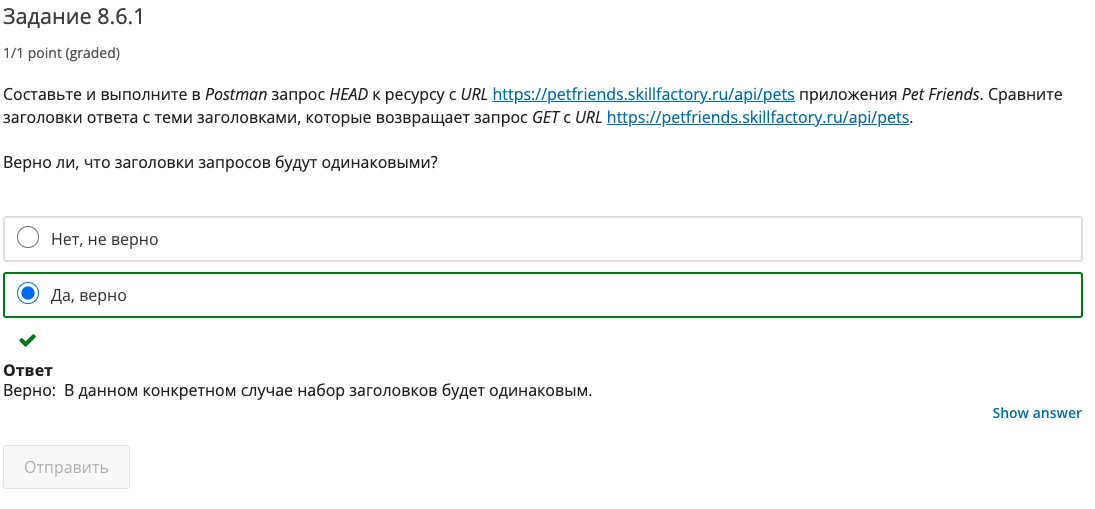 Задание 8.6.1
1/1 point (graded)
Составьте и выполните в Postman запрос HEAD к ресурсу с URL https://petfriends.skillfactory.ru/api/pets приложения Pet Friends. Сравните
заголовки ответа с теми заголовками, которые возвращает запрос GET с URL https://petfriends.skillfactory.ru/api/pets.
Верно ли, что заголовки запросов будут одинаковыми?
Нет, не верно
Да, верно
Ответ
Верно: В данном конкретном случае набор заголовков будет одинаковым.
Show answer
Отправить